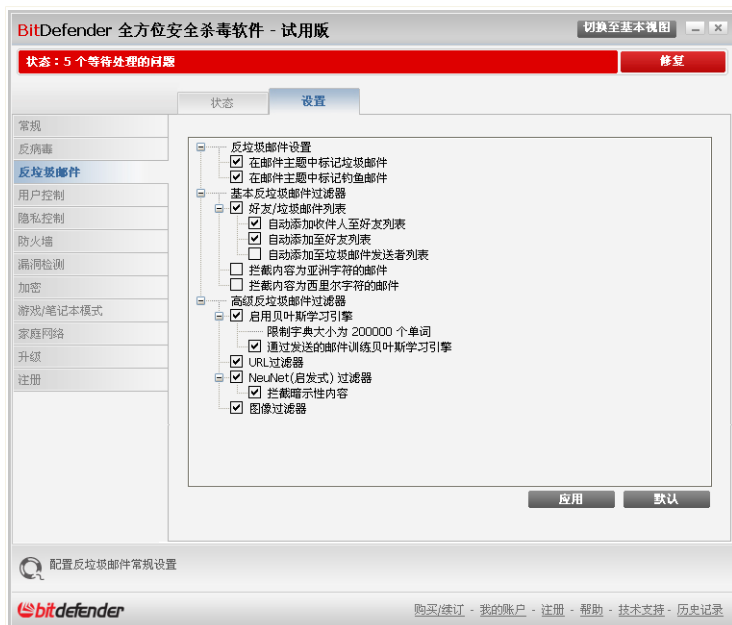 BitDefender 全方位安全杀毒软件 - 试用版
切换至基本视图
状态：5 个等待处理的问题
修复
状态
设置
常规
反病毒
反垃圾邮件
用户控制
隐私控制
防火墙
漏洞检测
加密
游戏/笔记本模式
家庭网络
升级
注册
反垃圾邮件设置
在邮件主题中标记垃圾邮件
在邮件主题中标记钓鱼邮件
基本反垃圾邮件过滤器
好友/垃圾邮件列表
自动添加收件人至好友列表
自动添加至好友列表
自动添加至垃圾邮件发送者列表
拦截内容为亚洲字符的邮件
拦截内容为西里尔字符的邮件
高级反垃圾邮件过滤器
启用贝叶斯学习引擎
限制字典大小为 200000 个单词
通过发送的邮件训练贝叶斯学习引擎
URL过滤器
NeuNet(启发式) 过滤器
拦截暗示性内容
图像过滤器
应用
默认
配置反垃圾邮件常规设置
bitdefender
购买/续订 - 我的账户 - 注册 - 帮助 - 技术支持 - 历史记录